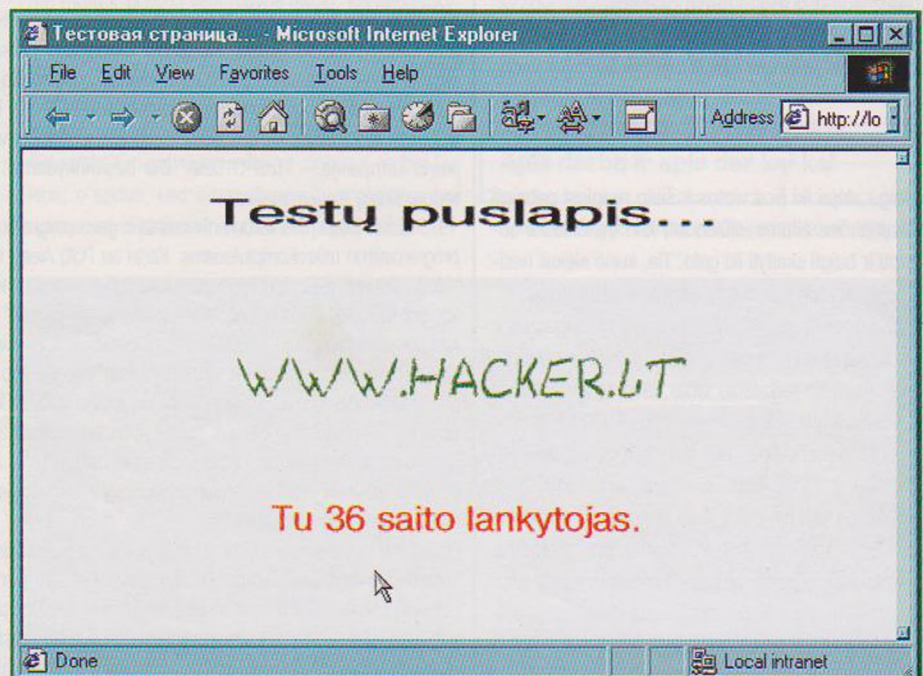 Тестовая страница... - Microsoft Internet Explorer
File Edit View Favorites Tools Help
Address http://lo
Testų puslapis...
WWW.HACKER.LT
Tu 36 saito lankytojas.
Done Local intranet